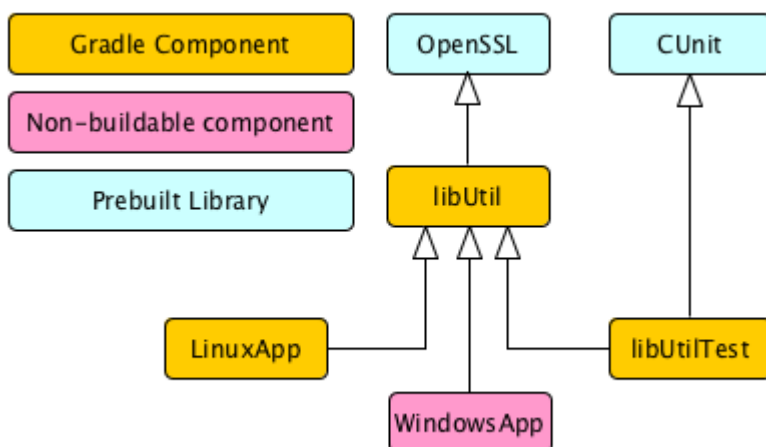 Gradle Component
OpenSSL
CUnit
Non-buildable component
Prebuilt Library
libUtil
LinuxApp
libUtilTest
WindowsApp